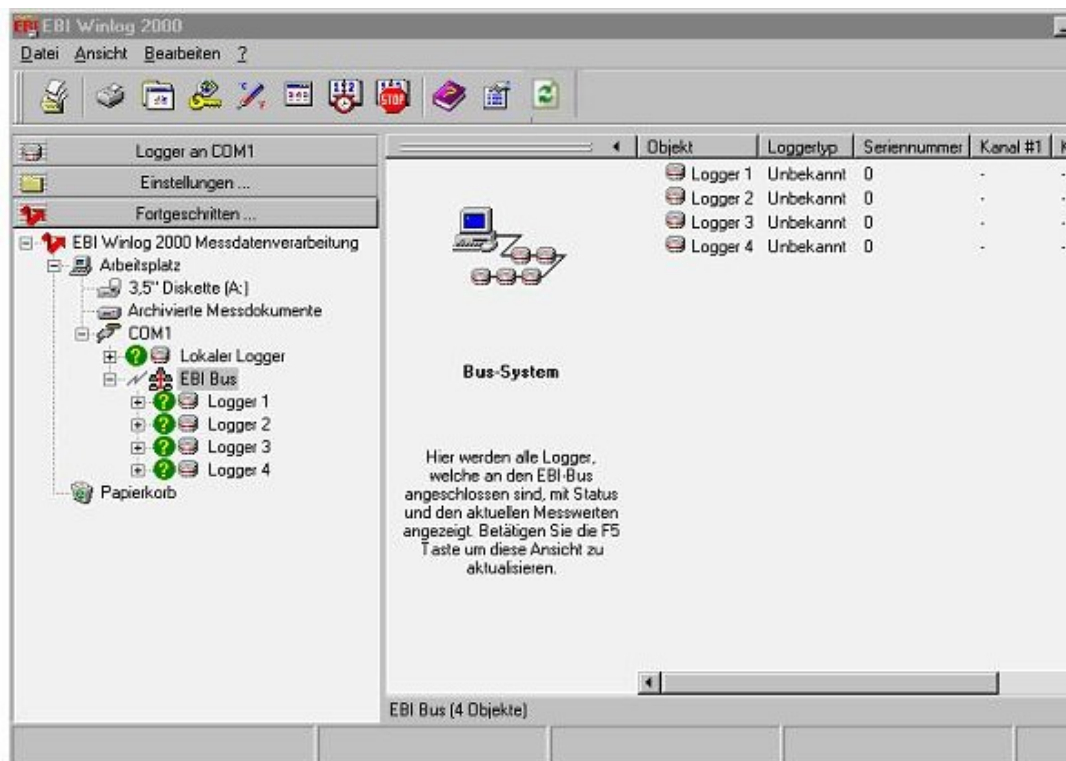 EBI EBI Winlog 2000
Datei Ansicht Bearbeiten ?
STOP
Logger an COM1
Einstellungen ...
Fortgeschritten ...
EBI Winlog 2000 Messdatenverarbeitung
Arbeitsplatz
3,5" Diskette (A:)
Archivierte Messdokumente
COM1
Lokaler Logger
EBI Bus
Logger 1
Logger 2
Logger 3
Logger 4
Papierkorb
Bus-System
Hier werden alle Logger,
welche an den EBI-Bus
angeschlossen sind, mit Status
und den aktuellen Messwerten
angezeigt. Betätigen Sie die F5
Taste um diese Ansicht zu
aktualisieren.
Objekt Loggertyp Seriennummer Kanal #1 K
Logger 1 Unbekannt 0 - -
Logger 2 Unbekannt 0 - -
Logger 3 Unbekannt 0 - -
Logger 4 Unbekannt 0 - -
EBI Bus (4 Objekte)